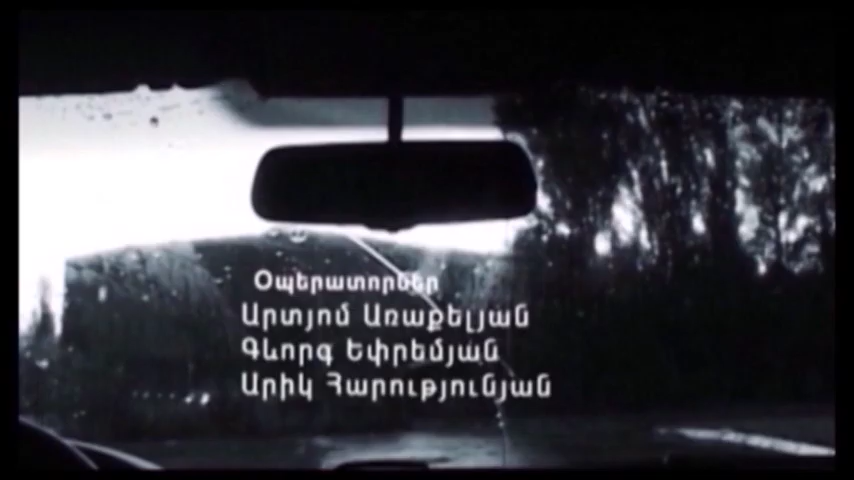 Օպերատորներ
Արտյոմ Առաքելյան
Գևորգ Եփրեմյան
Արիկ Հարությունյան